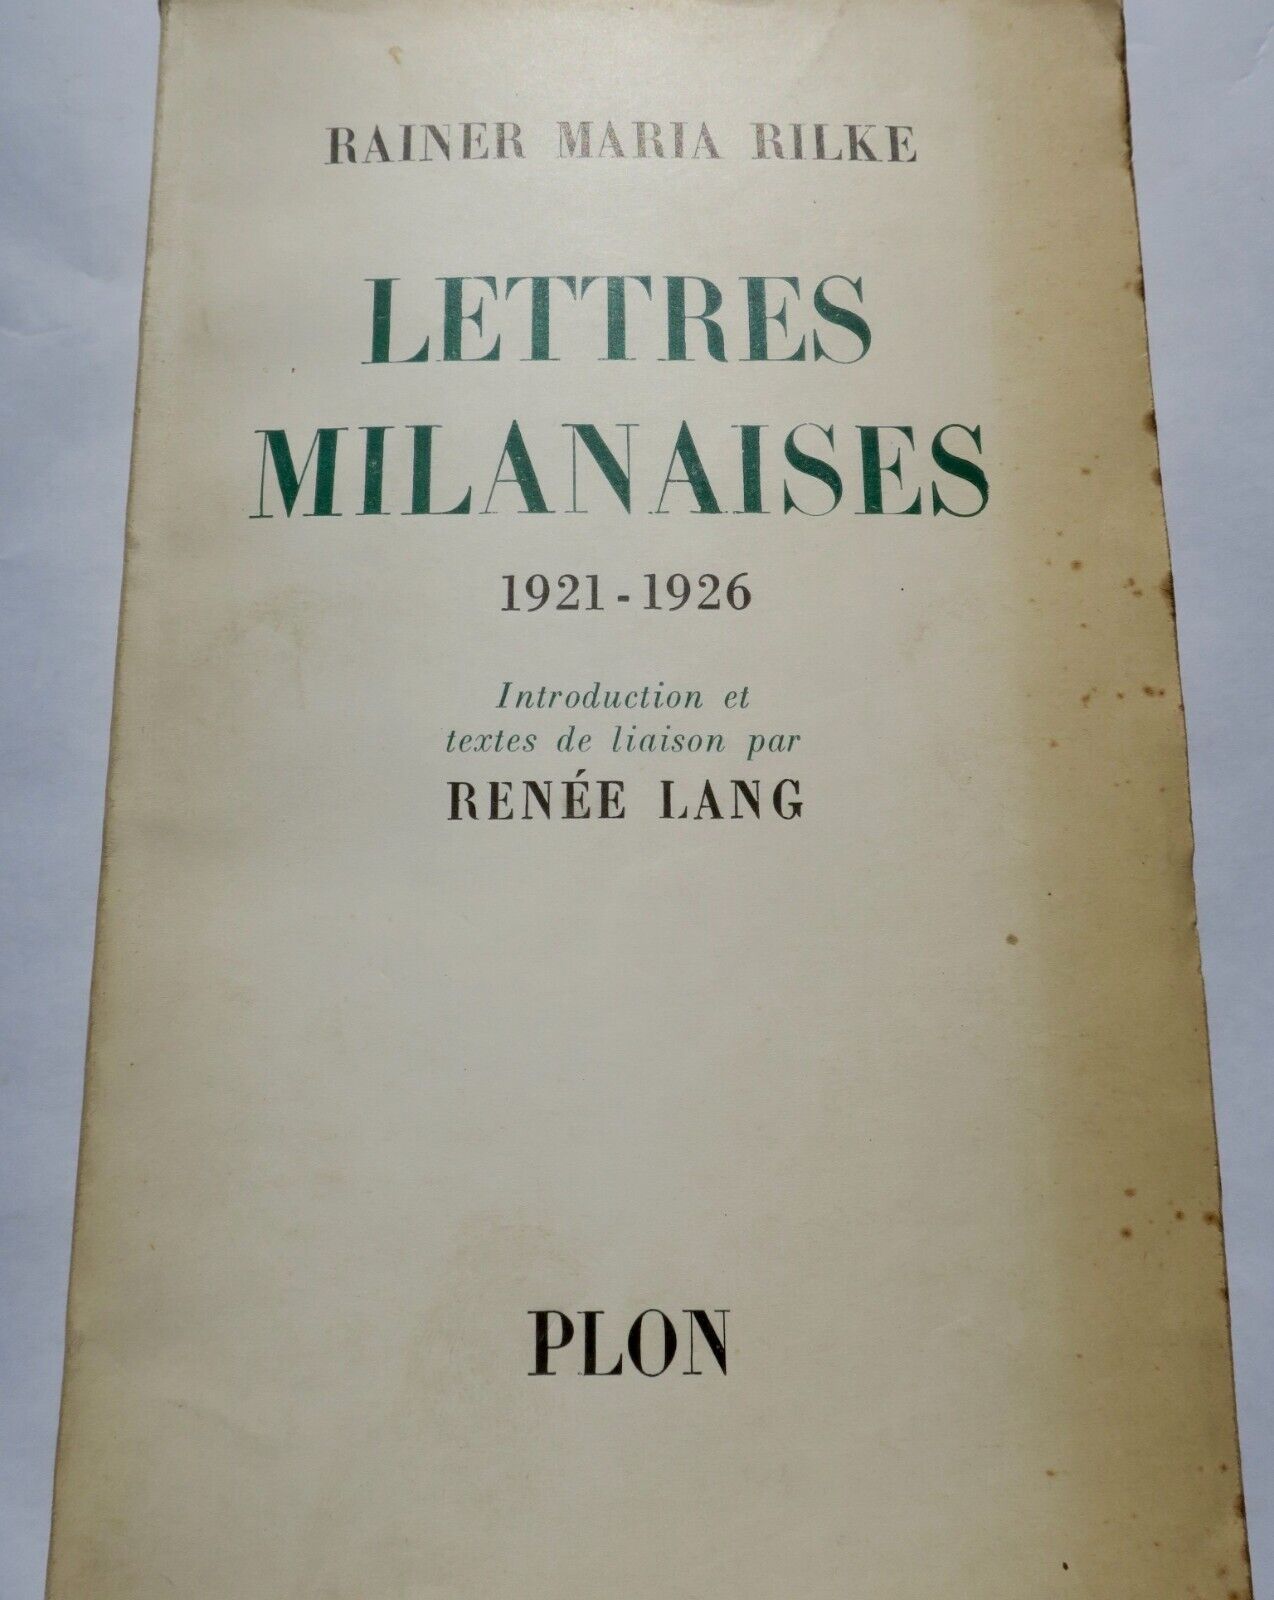 RAINER MARIA RILKE
LETTRES
MILANAISES
1921-1926
Introduction et
textes de liaison par
RENÉE LANG
PLON